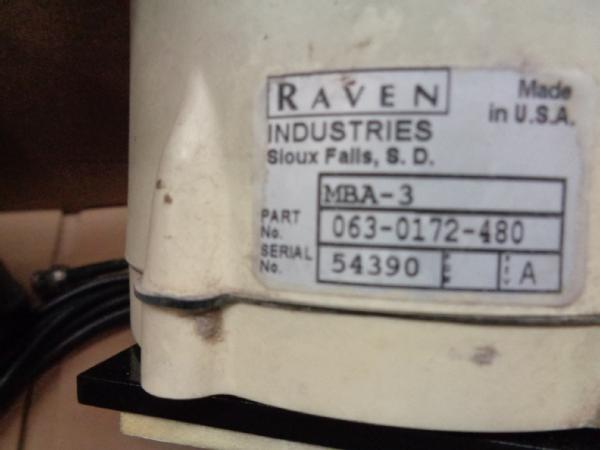 RAVEN
Made
in U.S.A.
INDUSTRIES
Sioux Falls, S. D.
MBA-3
PART
No. 063-0172-480
SERIAL
No. 54390 A